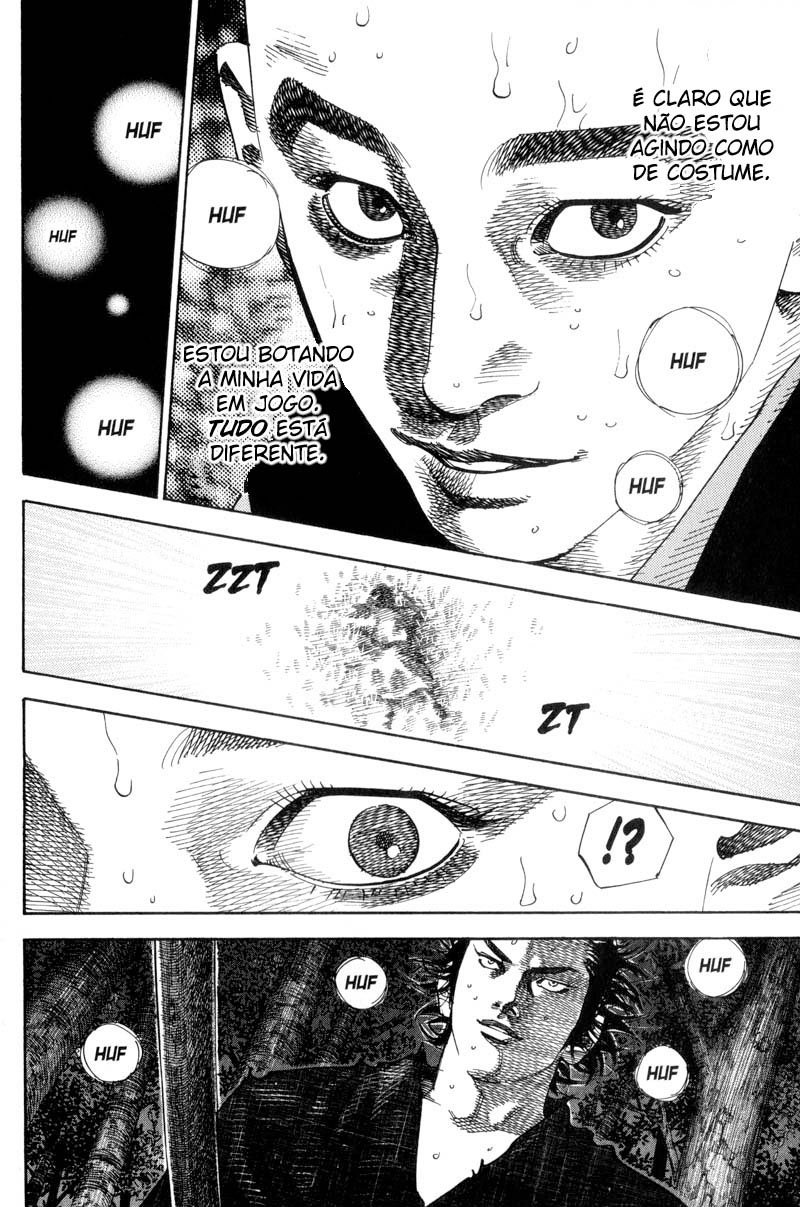 É CLARO QUE
NÃO ESTOU
AGINDO COMO
DE COSTUME.
HUF
HUF
HUF
HUF
HUF
HUF
ESTOU BOTANDO
A MINHA VIDA
EM JOGO.
TUDO ESTÁ
DIFERENTE.
ZZT
ZT
!?
HUF
HUF
HUF
HUF